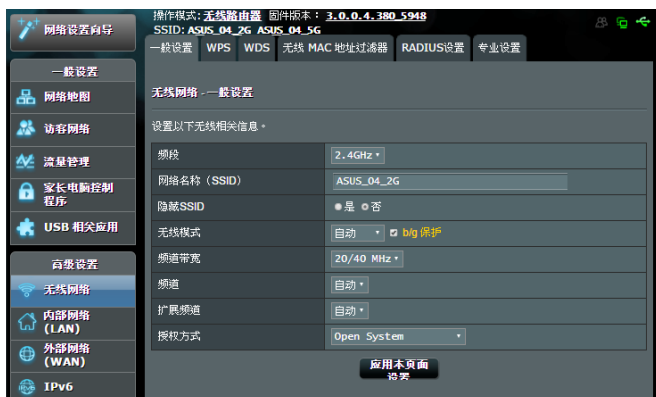 网络设置向导
操作模式: 无线路由器 固件版本: 3.0.0.4.380_5948
SSID: ASUS_04_2G ASUS_04_5G
一般设置 WPS WDS 无线 MAC 地址过滤器 RADIUS设置 专业设置
一般设置
网络地图
访客网络
流量管理
家长电脑控制
程序
USB 相关应用
高级设置
无线网络
内部网络
(LAN)
外部网络
(WAN)
IPv6
无线网络 - 一般设置
设置以下无线相关信息。
频段 2.4GHz
网络名称（SSID） ASUS_04_2G
隐藏SSID 是 否
无线模式 自动 b/g 保护
频道带宽 20/40 MHz
频道 自动
扩展频道 自动
授权方式 Open System
应用本页面
设置